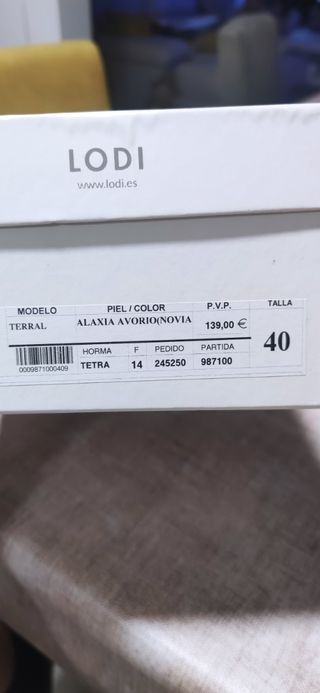 LODI
www.lodi.es
MODELO PIEL / COLOR P.V.P. TALLA
TERRAL ALAXIA AVORIO(NOVIA 139,00 € 40
HORMA F PEDIDO PARTIDA
TETRA 14 245250 987100
0009871000409